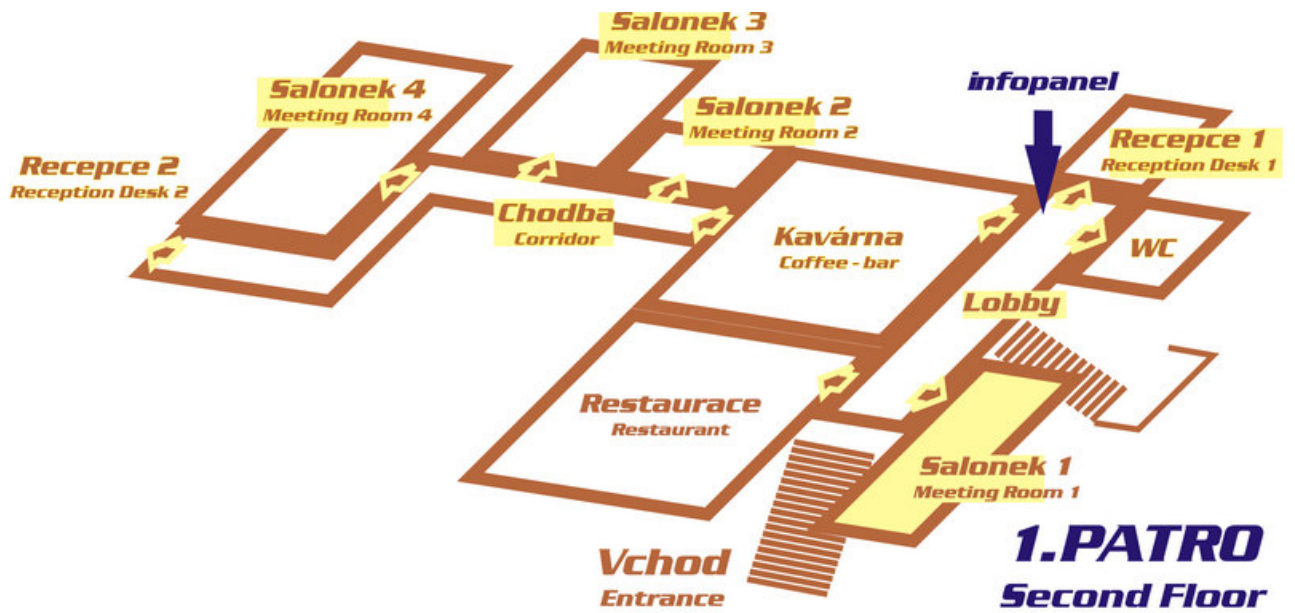 Salonek 3
Meeting Room 3
Salonek 4
Meeting Room 4
infopanel
Salonek 2
Meeting Room 2
Recepce 1
Reception Desk 1
Recepce 2
Reception Desk 2
Chodba
Corridor
Kavárna
Coffee - bar
WC
Lobby
Restaurace
Restaurant
Salonek 1
Meeting Room 1
Vchod
Entrance
1.PATRO
Second Floor